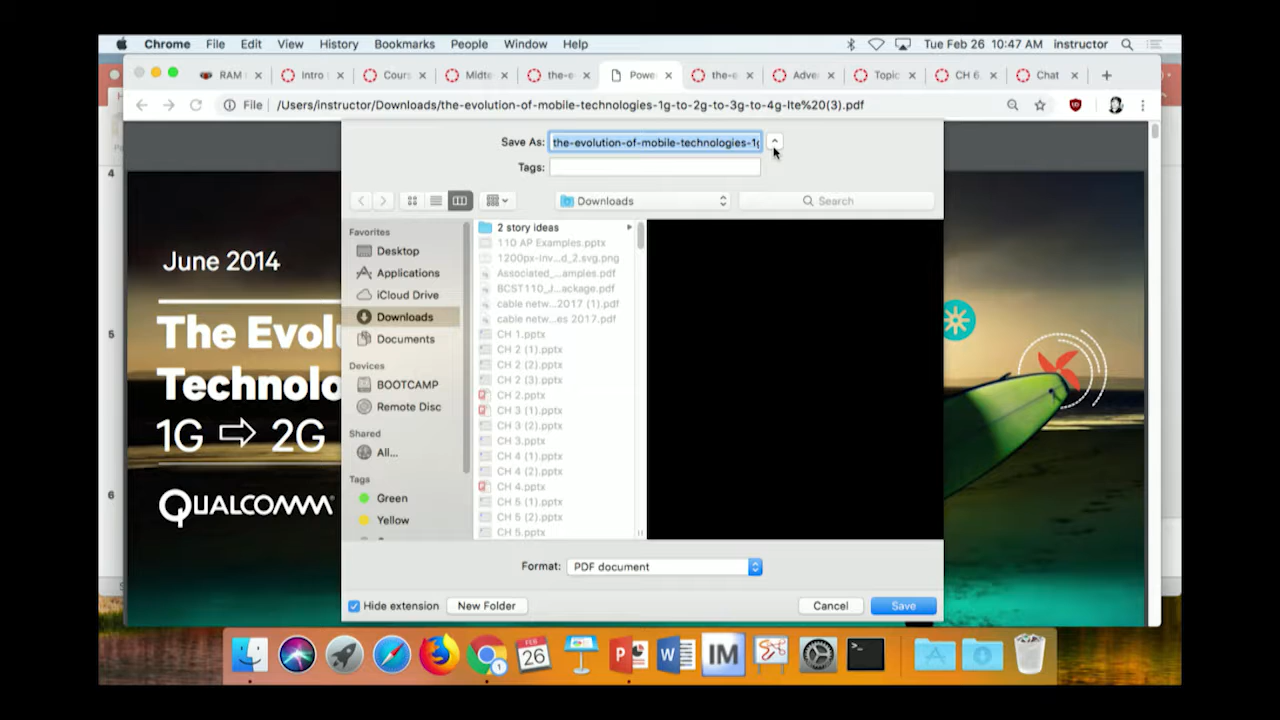 Chrome File Edit View History Bookmarks People Window Help Tue Feb 26 10:47 AM instructor
RAM Intro Cours Midte the-e Powe the-e Adve Topic CH 6. Chat
File /Users/instructor/Downloads/the-evolution-of-mobile-technologies-1g-to-2g-to-3g-to-4g-lte%20(3).pdf
Save As: the-evolution-of-mobile-technologies-1g
Tags:
Downloads Search
Favorites
Desktop
Applications
iCloud Drive
Downloads
Documents
Devices
BOOTCAMP
Remote Disc
Shared
All...
Tags
Green
Yellow
2 story ideas
110 AP Examples.pptx
1200px-inv...d_2.svg.png
Associated_...amples.pdf
BCST110_J...ackage.pdf
cable netw...2017 (1).pdf
cable netw...es 2017.pdf
CH 1.pptx
CH 2 (1).pptx
CH 2 (2).pptx
CH 2 (3).pptx
CH 2.pptx
CH 3 (1).pptx
CH 3 (2).pptx
CH 3.pptx
CH 4 (1).pptx
CH 4 (2).pptx
CH 4.pptx
CH 5 (1).pptx
CH 5 (2).pptx
CH 5.pptx
Format: PDF document
Hide extension New Folder Cancel Save
4
5
6
June 2014
The Evol
Technolo
1G ⇨ 2G
QUALCOMM
FEB
26
1
P
W
IM